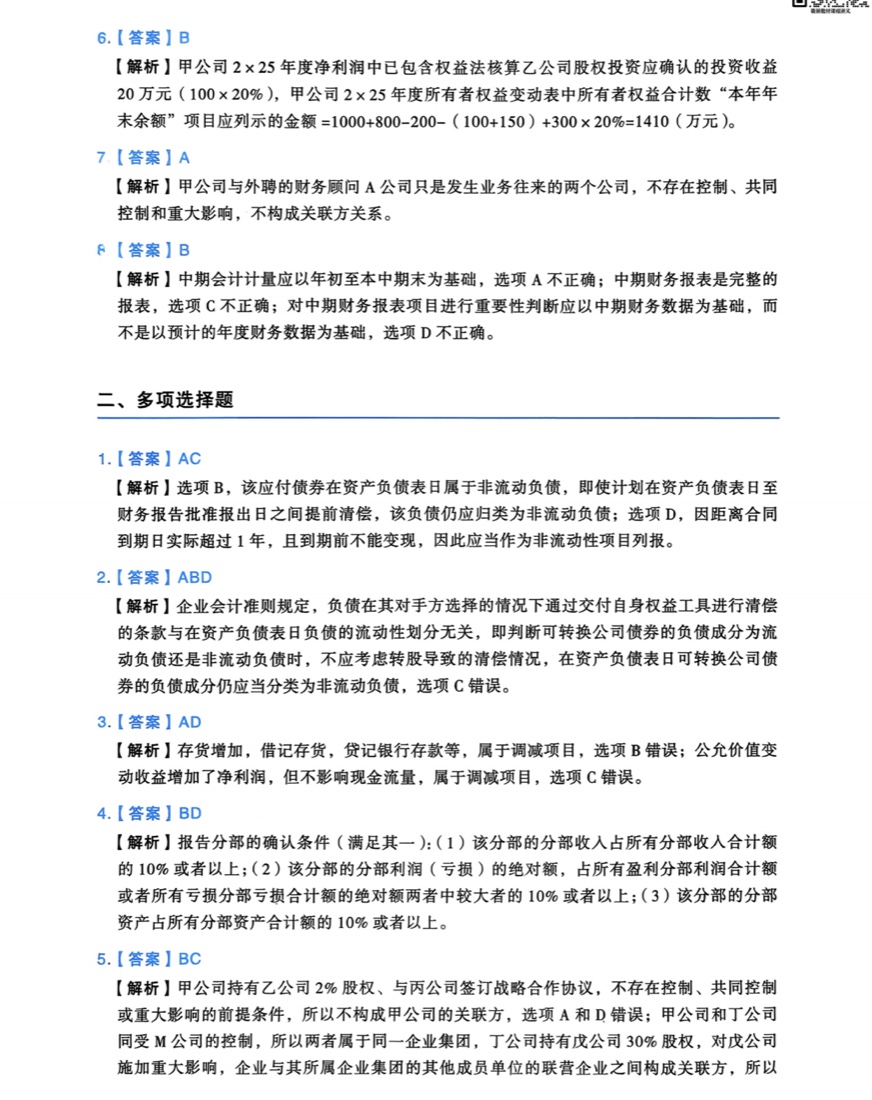 6.【答案】B
【解析】甲公司 2×25 年度净利润中已包含权益法核算乙公司股权投资应确认的投资收益
20 万元（100×20%），甲公司 2×25 年度所有者权益变动表中所有者权益合计数“本年年
末余额”项目应列示的金额 =1000+800-200-（100+150）+300×20%=1410（万元）。
7.【答案】A
【解析】甲公司与外聘的财务顾问 A 公司只是发生业务往来的两个公司，不存在控制、共同
控制和重大影响，不构成关联方关系。
8【答案】B
【解析】中期会计计量应以年初至本中期末为基础，选项 A 不正确；中期财务报表是完整的
报表，选项 C 不正确；对中期财务报表项目进行重要性判断应以中期财务数据为基础，而
不是以预计的年度财务数据为基础，选项 D 不正确。
二、多项选择题
1.【答案】AC
【解析】选项 B，该应付债券在资产负债表日属于非流动负债，即使计划在资产负债表日至
财务报告批准报出日之间提前清偿，该负债仍应归类为非流动负债；选项 D，因距离合同
到期日实际超过 1 年，且到期前不能变现，因此应当作为非流动性项目列报。
2.【答案】ABD
【解析】企业会计准则规定，负债在其对手方选择的情况下通过交付自身权益工具进行清偿
的条款与在资产负债表日负债的流动性划分无关，即判断可转换公司债券的负债成分为流
动负债还是非流动负债时，不应考虑转股导致的清偿情况，在资产负债表日可转换公司债
券的负债成分仍应当分类为非流动负债，选项 C 错误。
3.【答案】AD
【解析】存货增加，借记存货，贷记银行存款等，属于调减项目，选项 B 错误；公允价值变
动收益增加了净利润，但不影响现金流量，属于调减项目，选项 C 错误。
4.【答案】BD
【解析】报告分部的确认条件（满足其一）：（1）该分部的分部收入占所有分部收入合计额
的 10% 或者以上；（2）该分部的分部利润（亏损）的绝对额，占所有盈利分部利润合计额
或者所有亏损分部亏损合计额的绝对额两者中较大者的 10% 或者以上；（3）该分部的分部
资产占所有分部资产合计额的 10% 或者以上。
5.【答案】BC
【解析】甲公司持有乙公司 2% 股权、与丙公司签订战略合作协议，不存在控制、共同控制
或重大影响的前提条件，所以不构成甲公司的关联方，选项 A 和 D 错误；甲公司和丁公司
同受 M 公司的控制，所以两者属于同一企业集团，丁公司持有戊公司 30% 股权，对戊公司
施加重大影响，企业与其所属企业集团的其他成员单位的联营企业之间构成关联方，所以